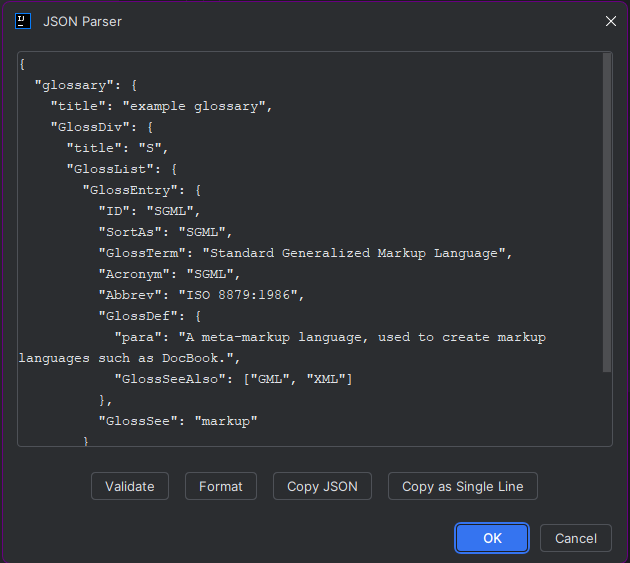 IJ
JSON Parser
{
  "glossary": {
    "title": "example glossary",
    "GlossDiv": {
      "title": "S",
      "GlossList": {
        "GlossEntry": {
          "ID": "SGML",
          "SortAs": "SGML",
          "GlossTerm": "Standard Generalized Markup Language",
          "Acronym": "SGML",
          "Abbrev": "ISO 8879:1986",
          "GlossDef": {
            "para": "A meta-markup language, used to create markup
languages such as DocBook.",
            "GlossSeeAlso": ["GML", "XML"]
          },
          "GlossSee": "markup"
        }
Validate
Format
Copy JSON
Copy as Single Line
OK
Cancel